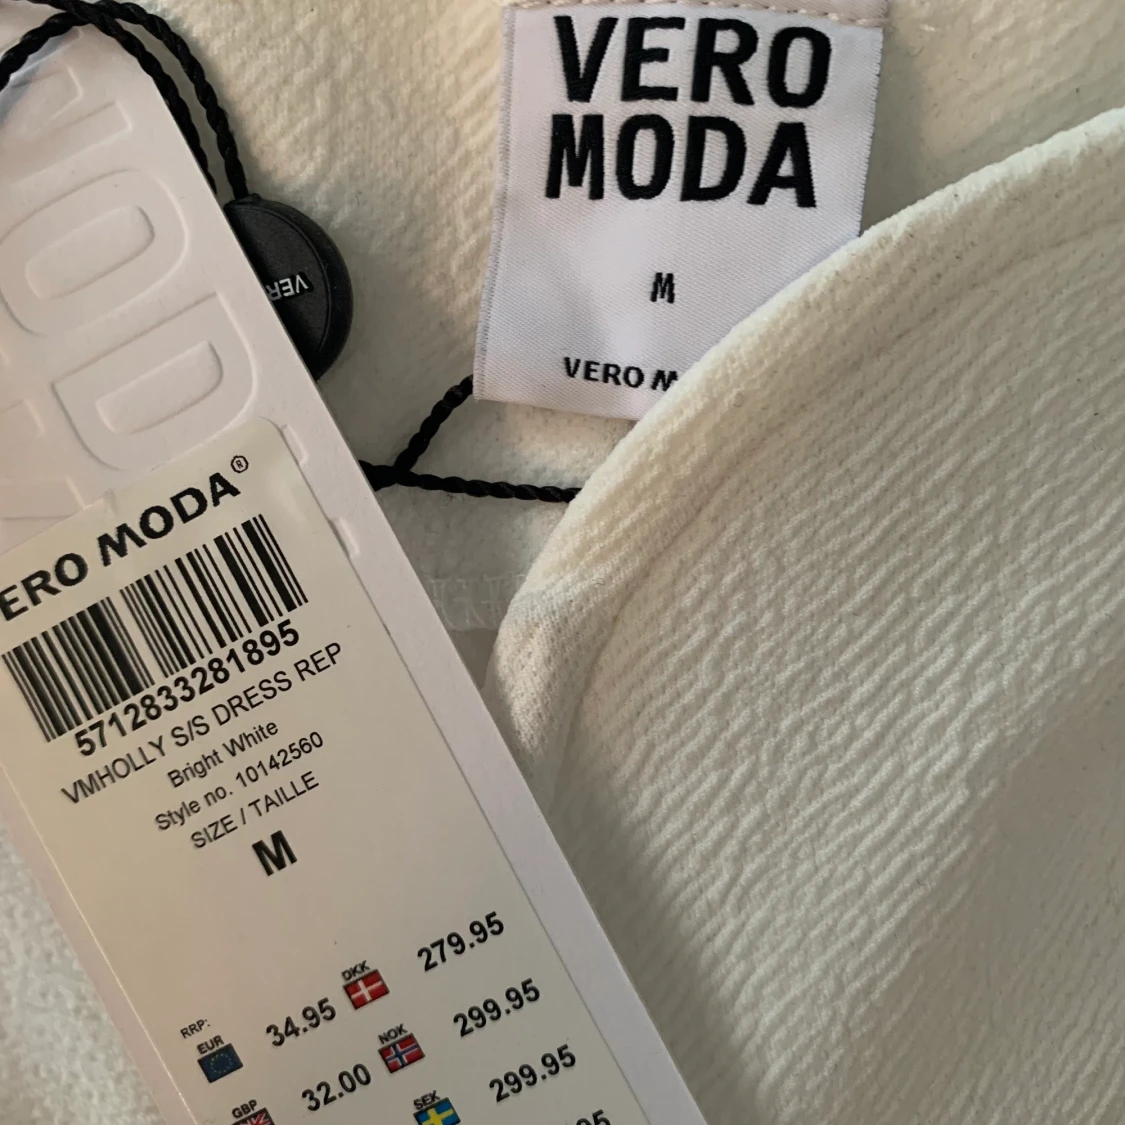 VERO
MODA
M
VERO M
VER
VERO MODA®
5712833281895
VMHOLLY S/S DRESS REP
Bright White
Style no. 10142560
SIZE / TAILLE
M
RRP:
EUR 34.95
DKK 279.95
GBP 32.00
NOK 299.95
SEK 299.95